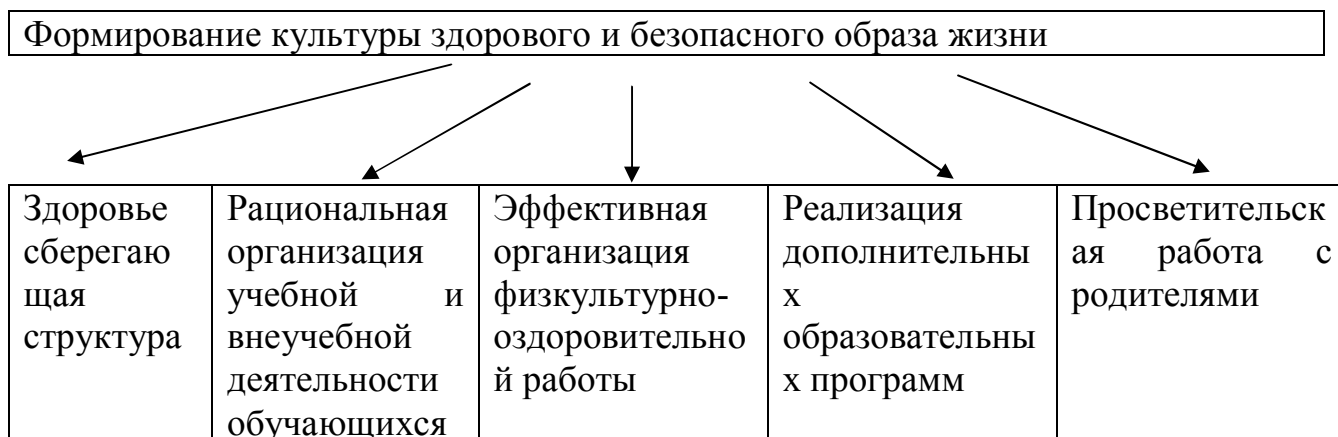 Формирование культуры здорового и безопасного образа жизни
Здоровье
сберегаю
щая
структура
Рациональная
организация
учебной и
внеучебной
деятельности
обучающихся
Эффективная
организация
физкультурно-
оздоровительно
й работы
Реализация
дополнительны
х
образовательны
х программ
Просветительск
ая работа с
родителями